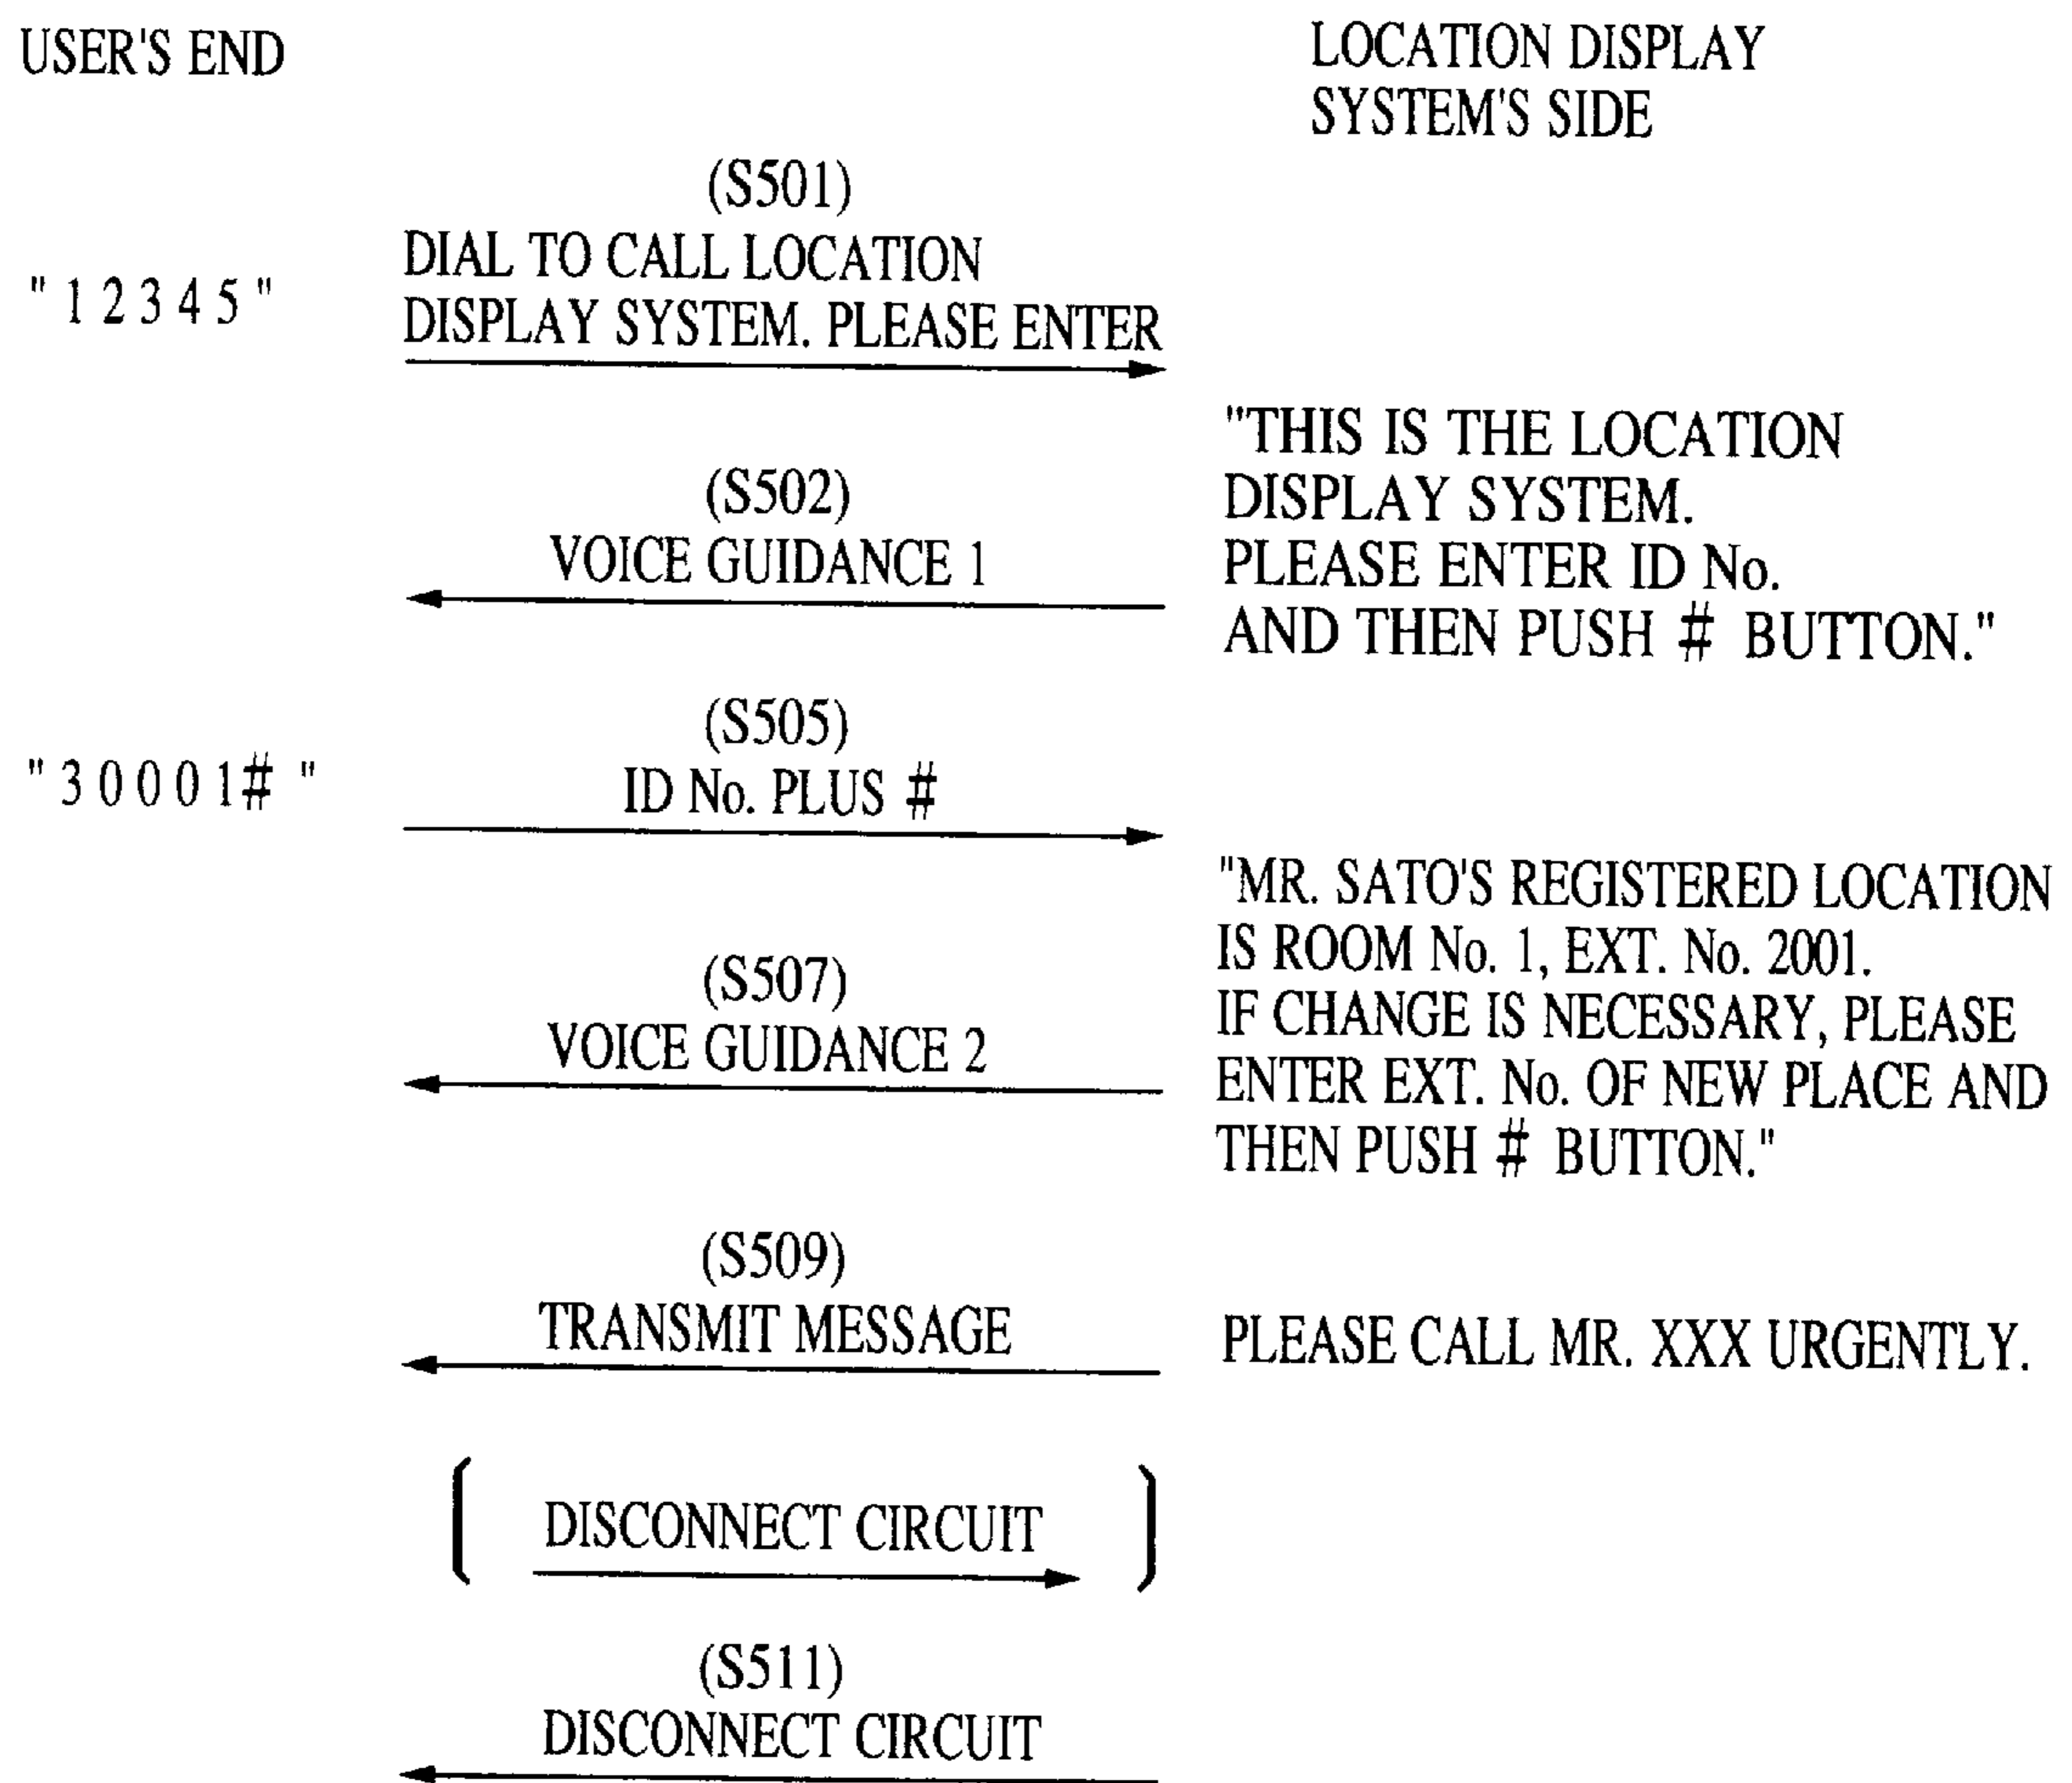 USER'S END
LOCATION DISPLAY
SYSTEM'S SIDE
(S501)
"12345"
DIAL TO CALL LOCATION
DISPLAY SYSTEM. PLEASE ENTER
(S502)
VOICE GUIDANCE 1
"THIS IS THE LOCATION
DISPLAY SYSTEM.
PLEASE ENTER ID No.
AND THEN PUSH # BUTTON."
"30001# "
(S505)
ID No. PLUS #
(S507)
VOICE GUIDANCE 2
"MR. SATO'S REGISTERED LOCATION
IS ROOM No. 1, EXT. No. 2001.
IF CHANGE IS NECESSARY, PLEASE
ENTER EXT. No. OF NEW PLACE AND
THEN PUSH # BUTTON."
(S509)
TRANSMIT MESSAGE
PLEASE CALL MR. XXX URGENTLY.
DISCONNECT CIRCUIT
(S511)
DISCONNECT CIRCUIT